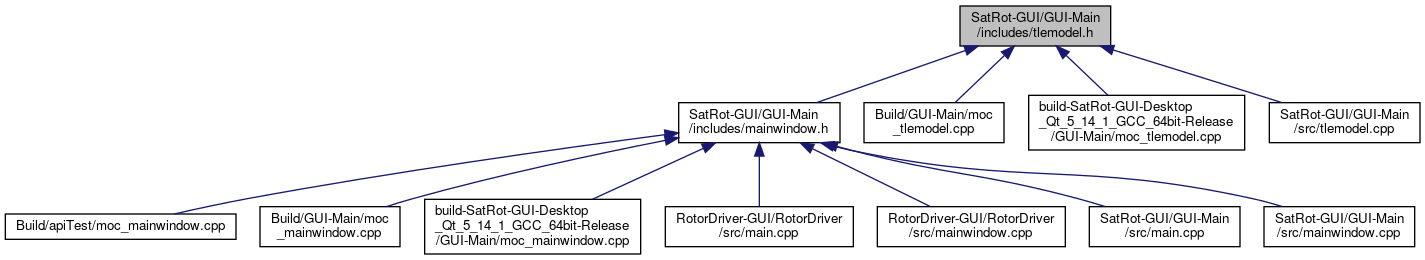 SatRot-GUI/GUI-Main
/includes/tlemodel.h
SatRot-GUI/GUI-Main
/includes/mainwindow.h
Build/GUI-Main/moc
_tlemodel.cpp
build-SatRot-GUI-Desktop
_Qt_5_14_1_GCC_64bit-Release
/GUI-Main/moc_tlemodel.cpp
SatRot-GUI/GUI-Main
/src/tlemodel.cpp
Build/apiTest/moc_mainwindow.cpp
Build/GUI-Main/moc
_mainwindow.cpp
build-SatRot-GUI-Desktop
_Qt_5_14_1_GCC_64bit-Release
/GUI-Main/moc_mainwindow.cpp
RotorDriver-GUI/RotorDriver
/src/main.cpp
RotorDriver-GUI/RotorDriver
/src/mainwindow.cpp
SatRot-GUI/GUI-Main
/src/main.cpp
SatRot-GUI/GUI-Main
/src/mainwindow.cpp